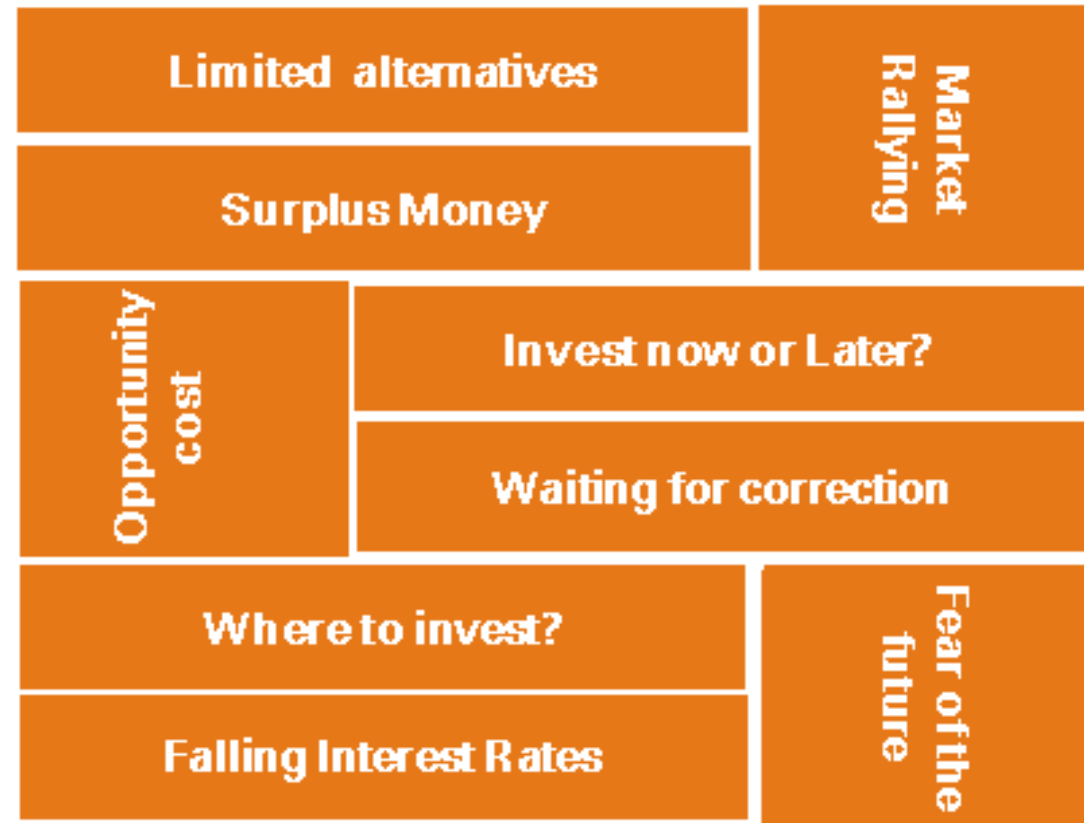 Limited alternatives
Market
Rallying
Surplus Money
Opportunity
cost
Invest now or Later?
Waiting for correction
Where to invest?
Fear of the
future
Falling Interest Rates